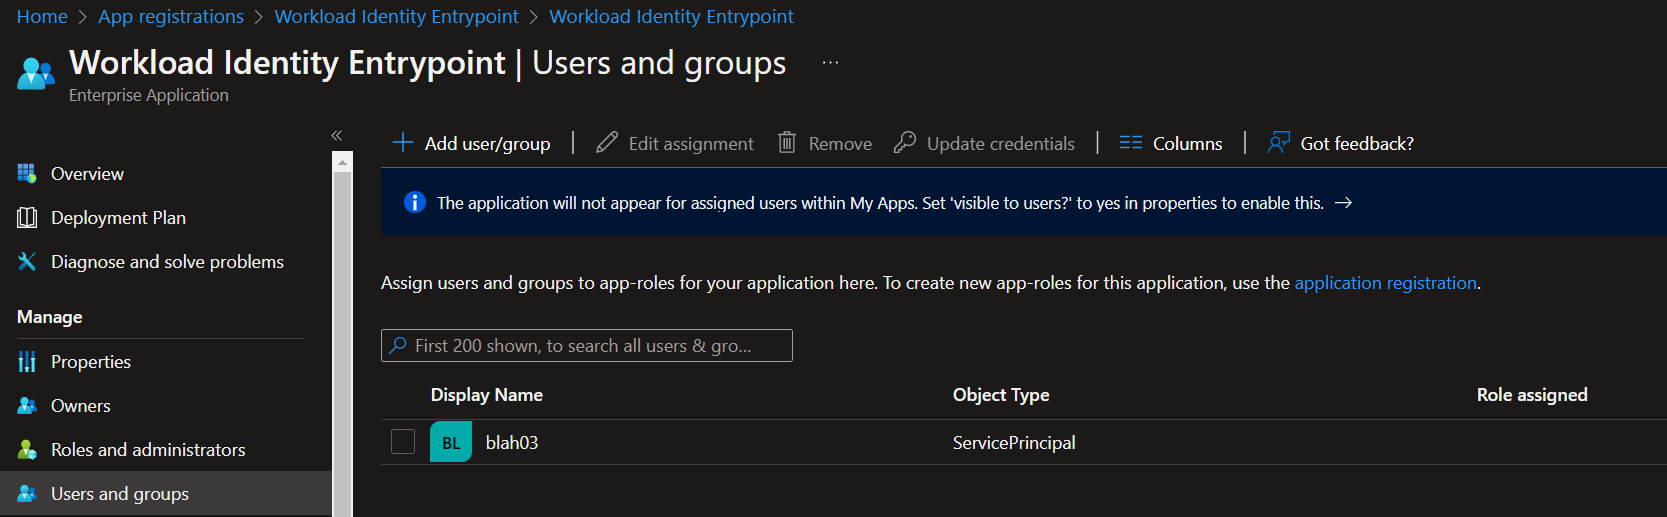 Home > App registrations > Workload Identity Entrypoint > Workload Identity Entrypoint
Workload Identity Entrypoint | Users and groups ...
Enterprise Application
«
Overview
Deployment Plan
Diagnose and solve problems
Manage
Properties
Owners
Roles and administrators
Users and groups
+ Add user/group | Edit assignment Remove Update credentials | Columns | Got feedback?
The application will not appear for assigned users within My Apps. Set 'visible to users?' to yes in properties to enable this. →
Assign users and groups to app-roles for your application here. To create new app-roles for this application, use the application registration.
First 200 shown, to search all users & gro...
Display Name Object Type Role assigned
BL blah03 ServicePrincipal